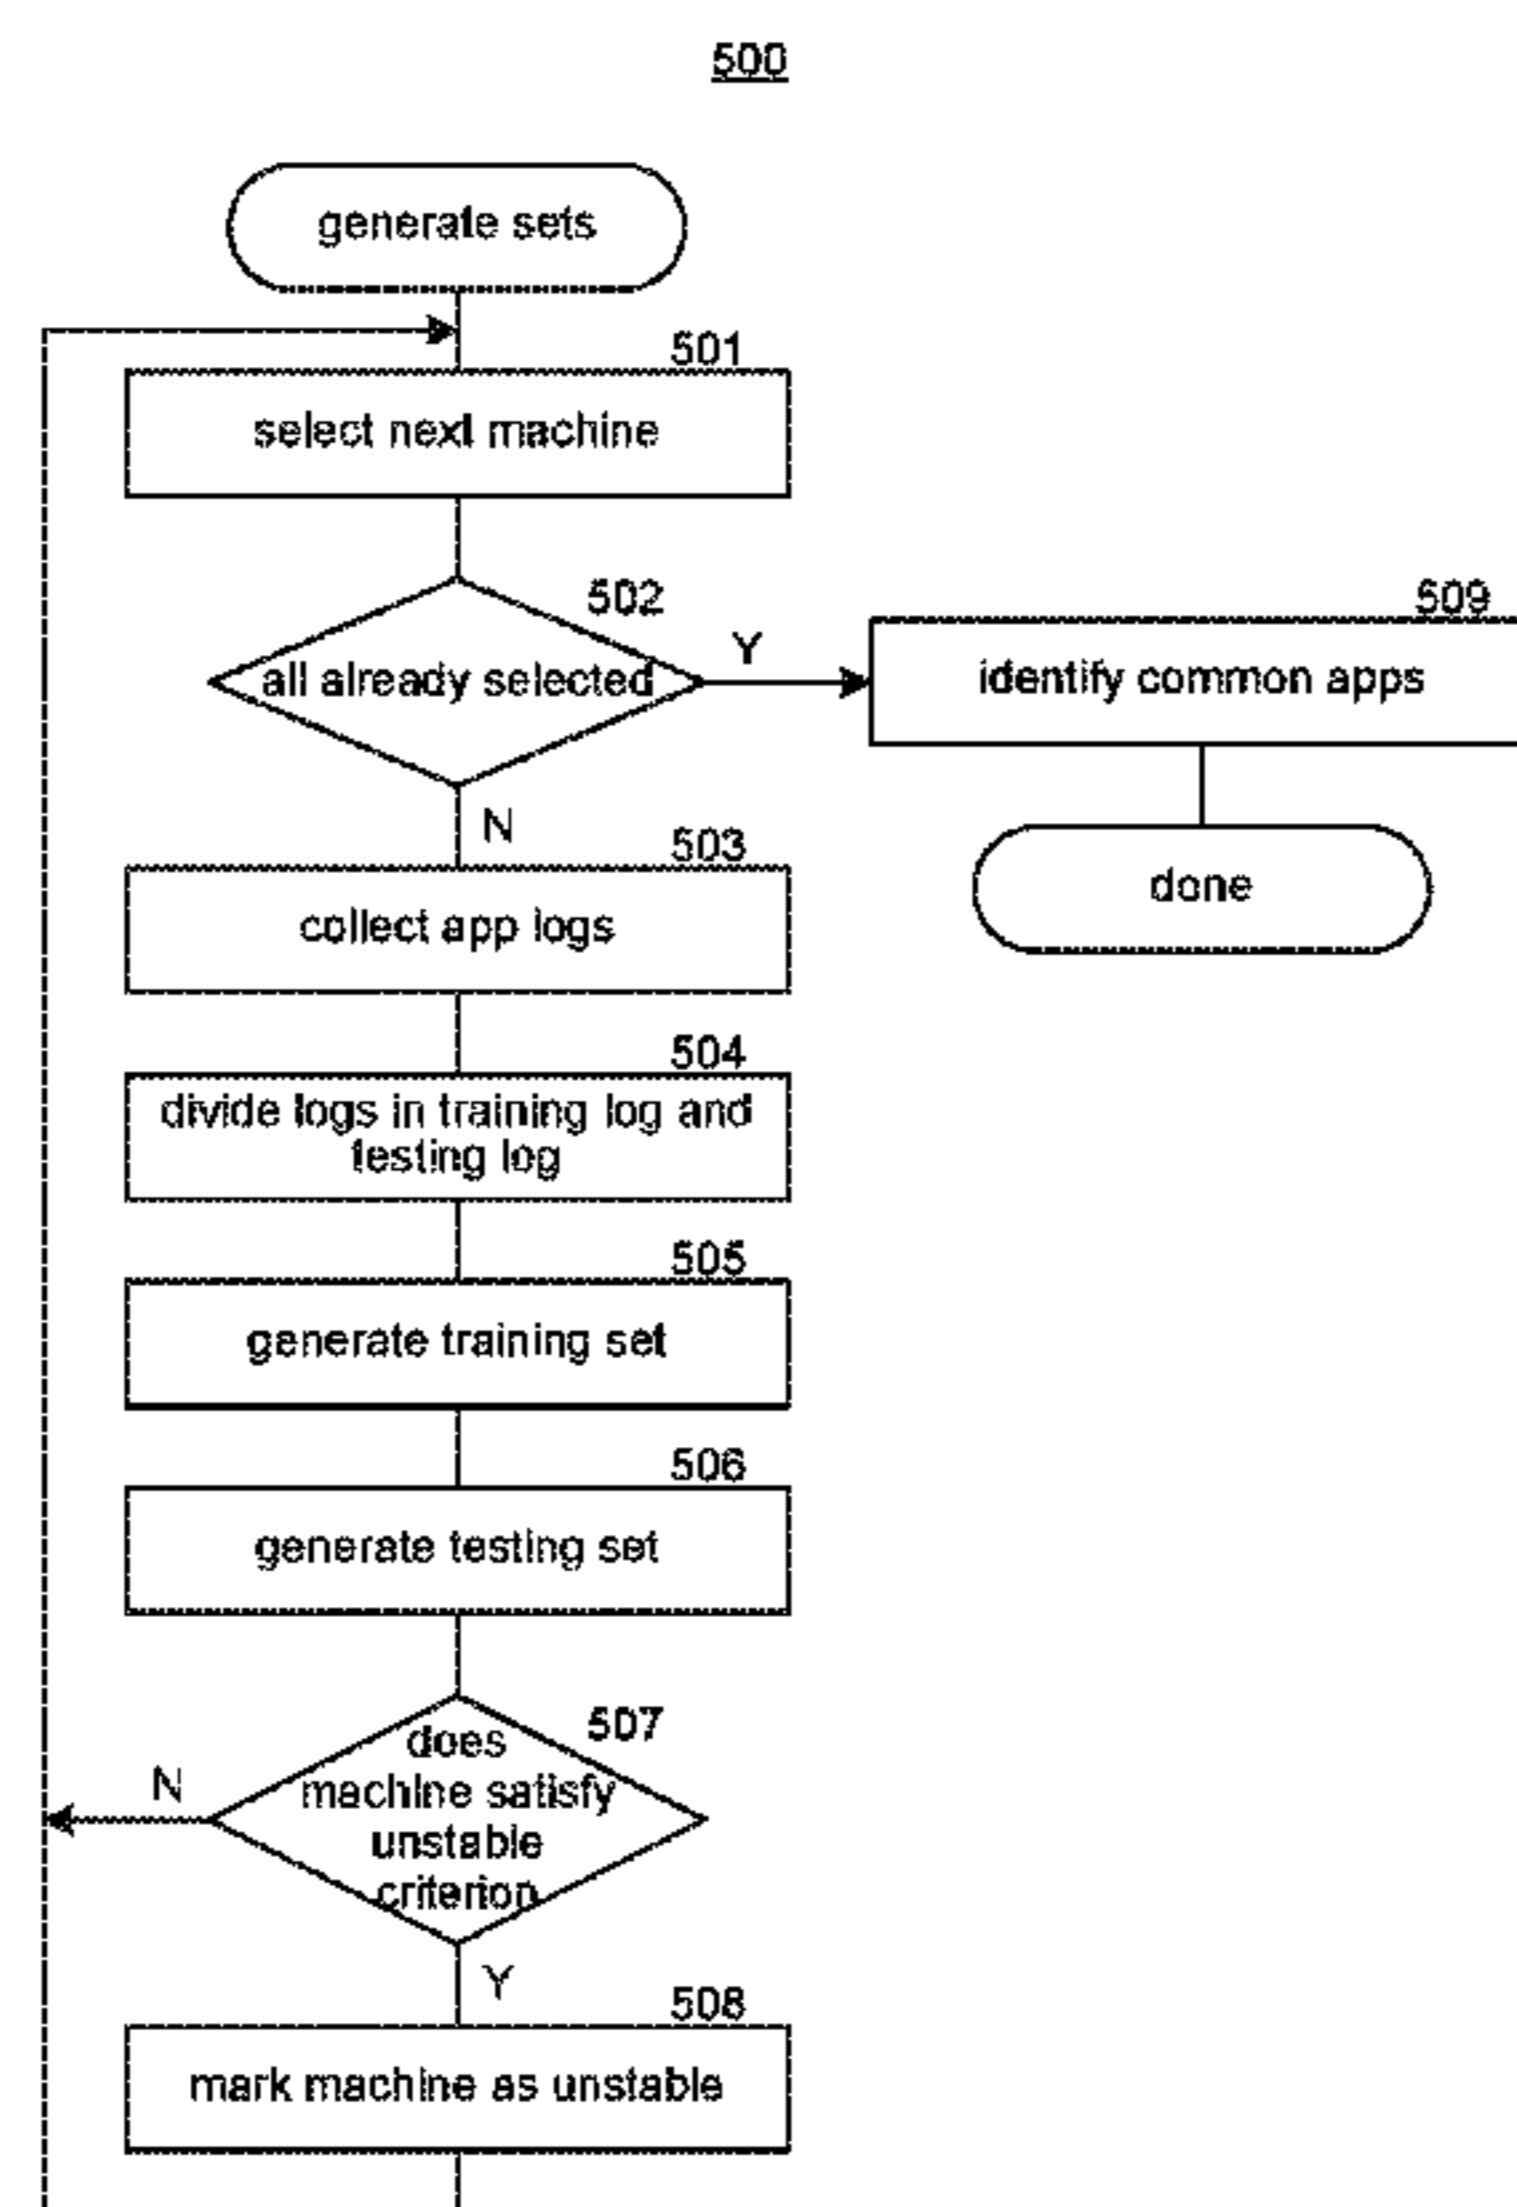 500
generate sets
501
select next machine
502
all already selected
Y
509
identify common apps
N
done
503
collect app logs
504
divide logs in training log and
testing log
505
generate training set
506
generate testing set
507
does
machine satisfy
unstable
criterion
N
Y
508
mark machine as unstable